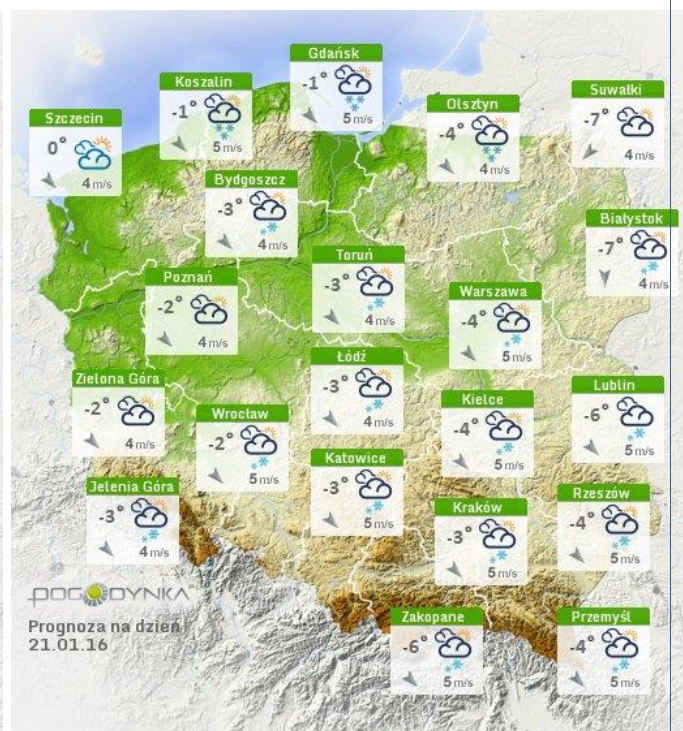 Gdańsk
-1°
5 m/s
Koszalin
-1°
5 m/s
Suwałki
-7°
4 m/s
Olsztyn
-4°
4 m/s
Szczecin
0°
4 m/s
Bydgoszcz
-3°
4 m/s
Białystok
-7°
4 m/s
Toruń
-3°
4 m/s
Poznań
-2°
4 m/s
Warszawa
-4°
5 m/s
Łódź
-3°
4 m/s
Zielona Góra
-2°
4 m/s
Lublin
-6°
5 m/s
Kielce
-4°
5 m/s
Wrocław
-2°
5 m/s
Katowice
-3°
5 m/s
Jelenia Góra
-3°
4 m/s
Rzeszów
-4°
5 m/s
Kraków
-3°
5 m/s
POGODYNKA
Prognoza na dzień
21.01.16
Zakopane
-6°
5 m/s
Przemyśl
-4°
5 m/s